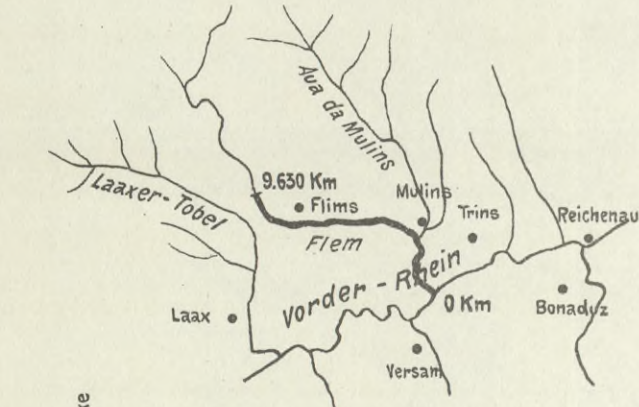 Aua da Mulins
Laaxer-Tobel
9.630 Km
Flims
Mulins
Trins
Reichenau
Flem
Vorder-Rhein
0 Km
Bonaduz
Laax
Versam